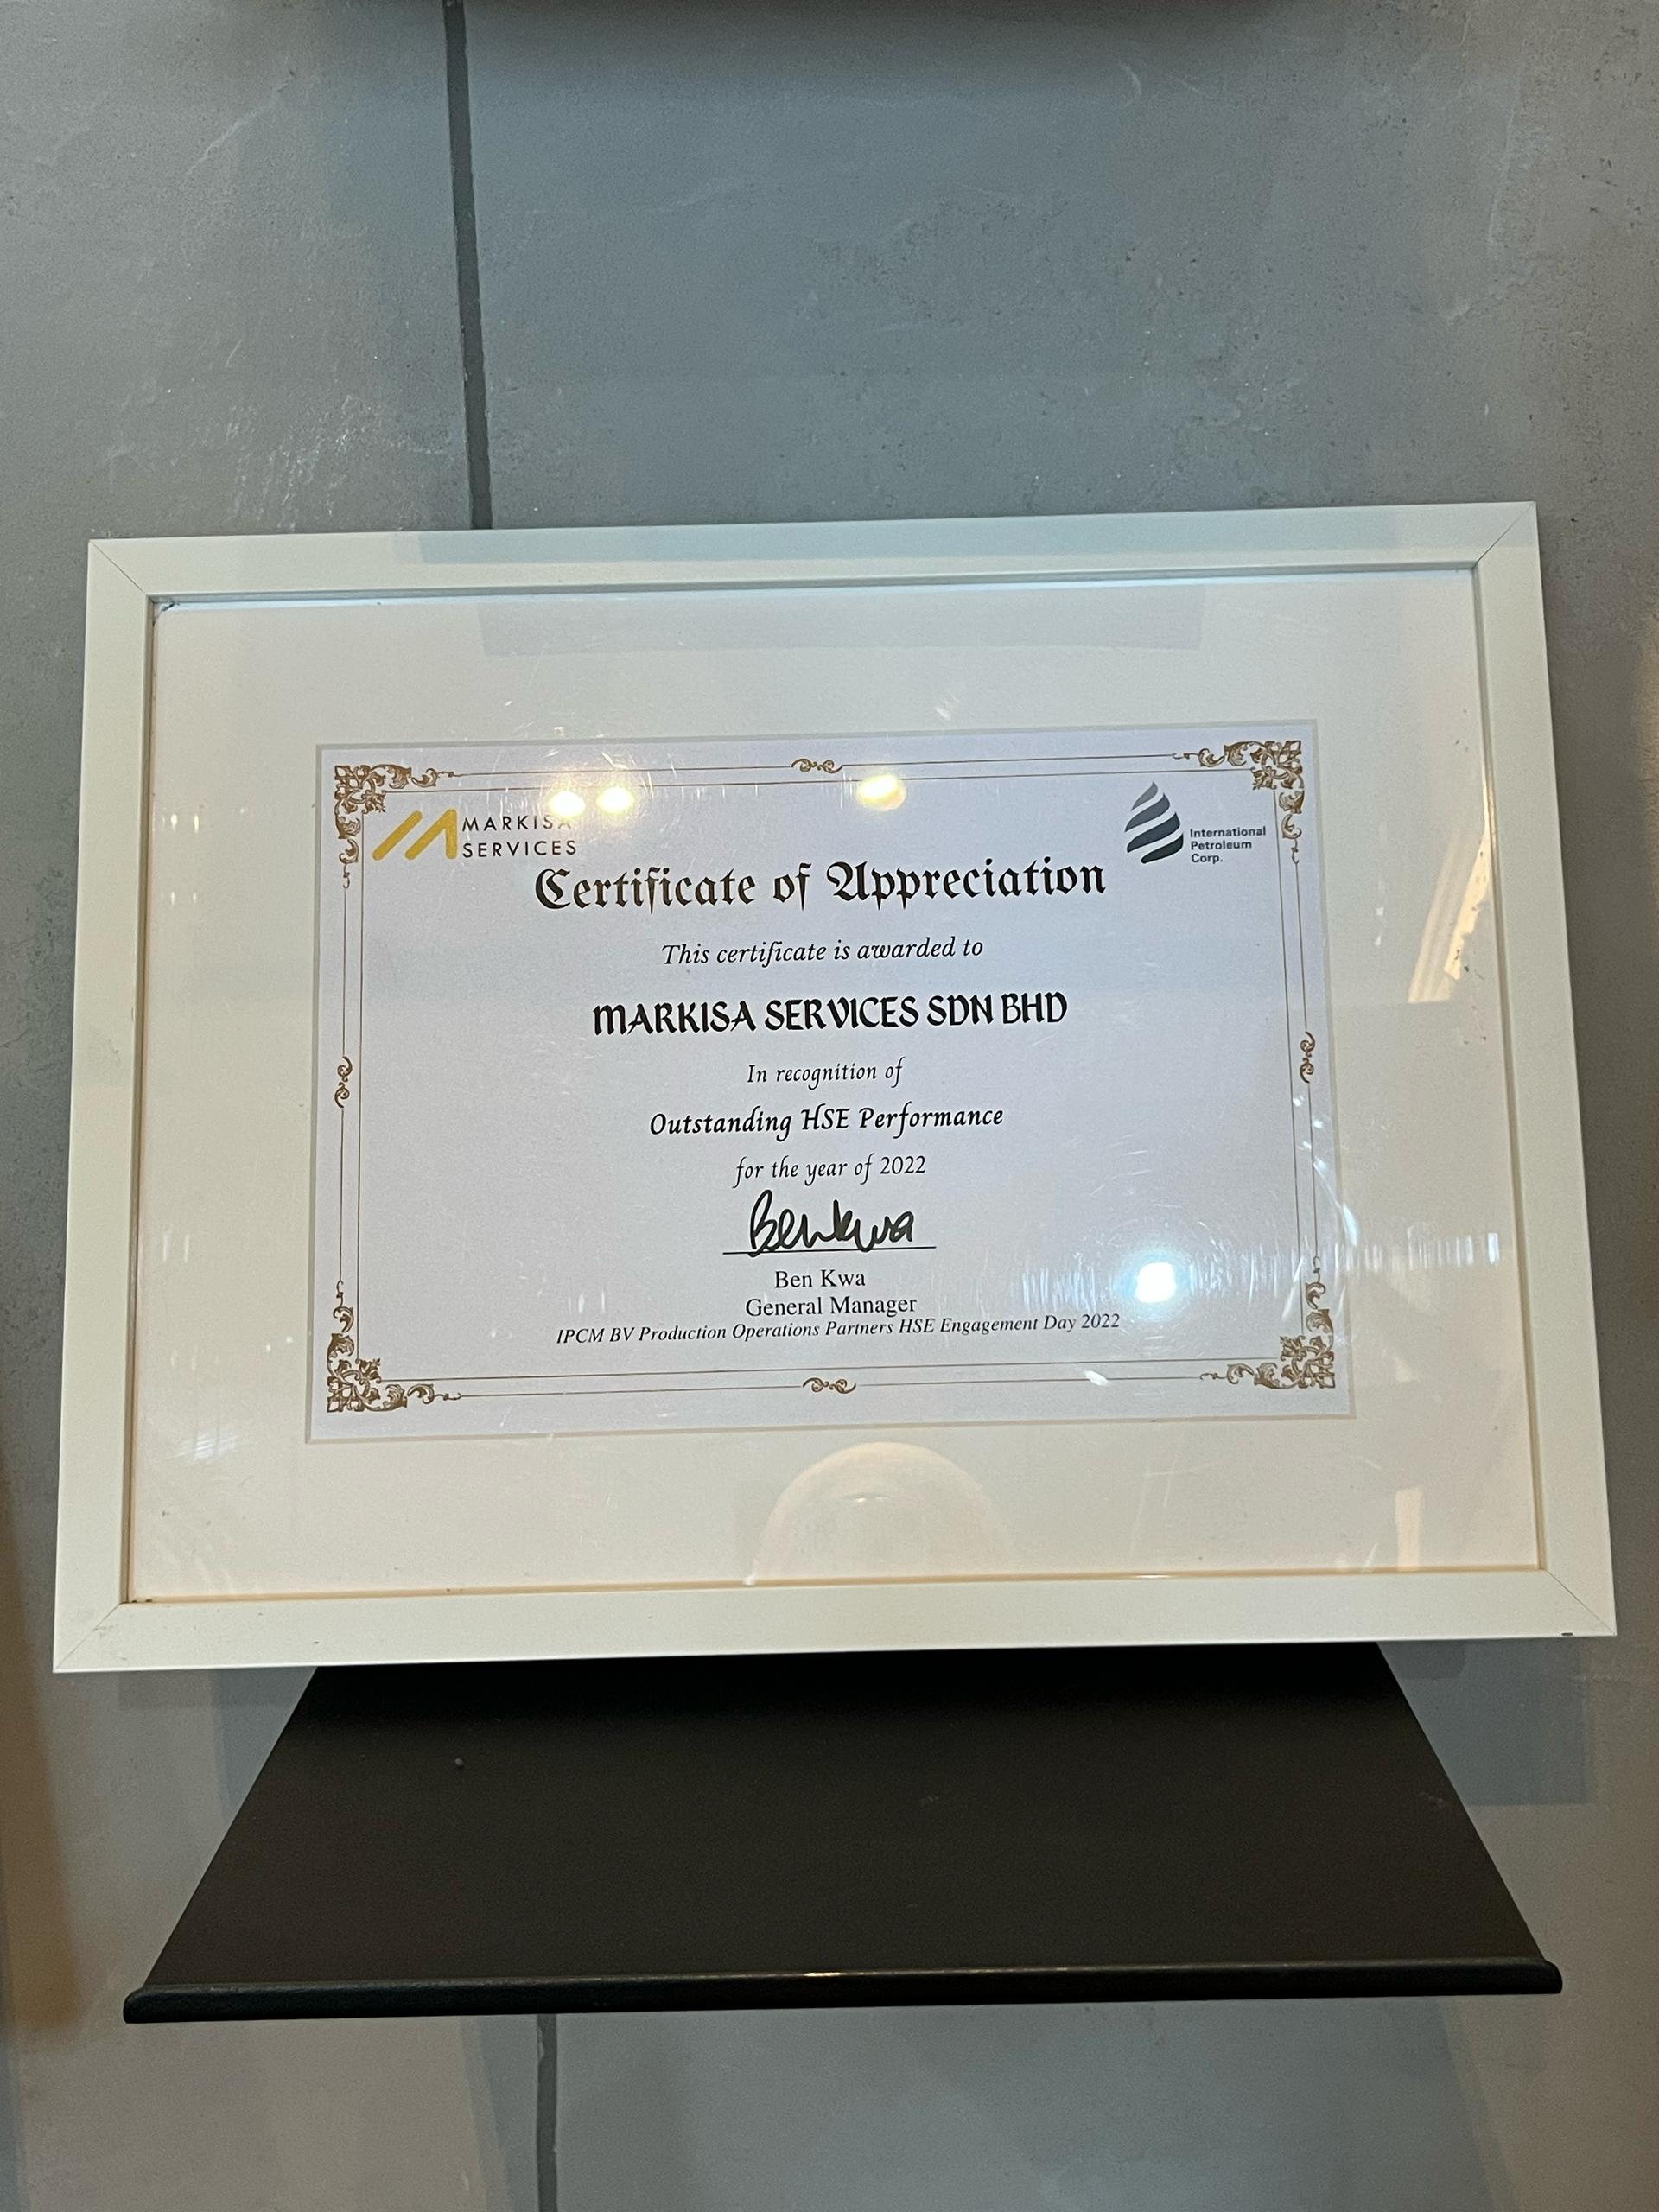 MARKISA
SERVICES
International
Petroleum
Corp.
Certificate of Appreciation
This certificate is awarded to
MARKISA SERVICES SDN BHD
In recognition of
Outstanding HSE Performance
for the year of 2022
Benkwa
Ben Kwa
General Manager
IPCM BV Production Operations Partners HSE Engagement Day 2022